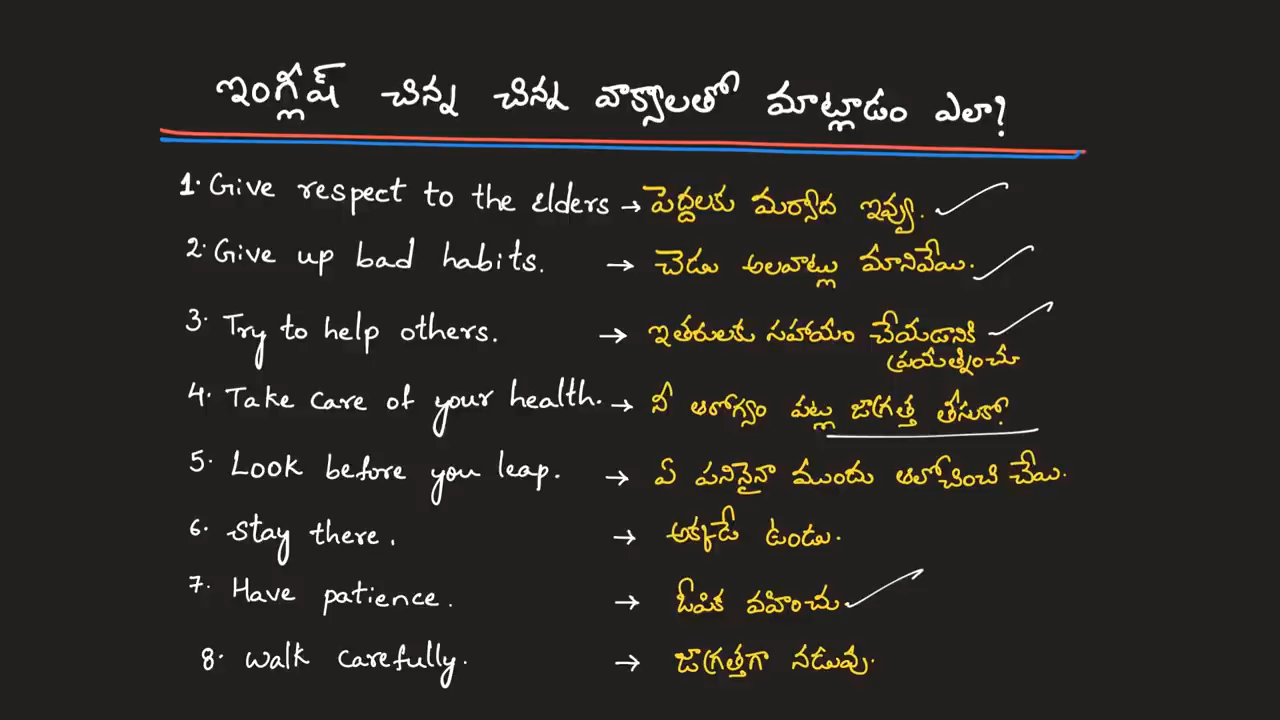 ఇంగ్లీష్ చిన్న చిన్న వాక్యాలతో మాట్లాడం ఎలా?
1. Give respect to the Elders → పెద్దలకు మర్యాద ఇవ్వు.
2. Give up bad habits. → చెడు అలవాట్లు మానివేయి.
3. Try to help others. → ఇతరులకు సహాయం చేయడానికి
ప్రయత్నించు
4. Take care of your health. → నీ ఆరోగ్యం పట్ల జాగ్రత్త తీసుకో.
5. Look before you leap. → ఏ పనినైనా ముందు ఆలోచించి చేయి.
6. Stay there. → అక్కడే ఉండు.
7. Have patience. → ఓపిక వహించు
8. walk carefully. → జాగ్రత్తగా నడువు.